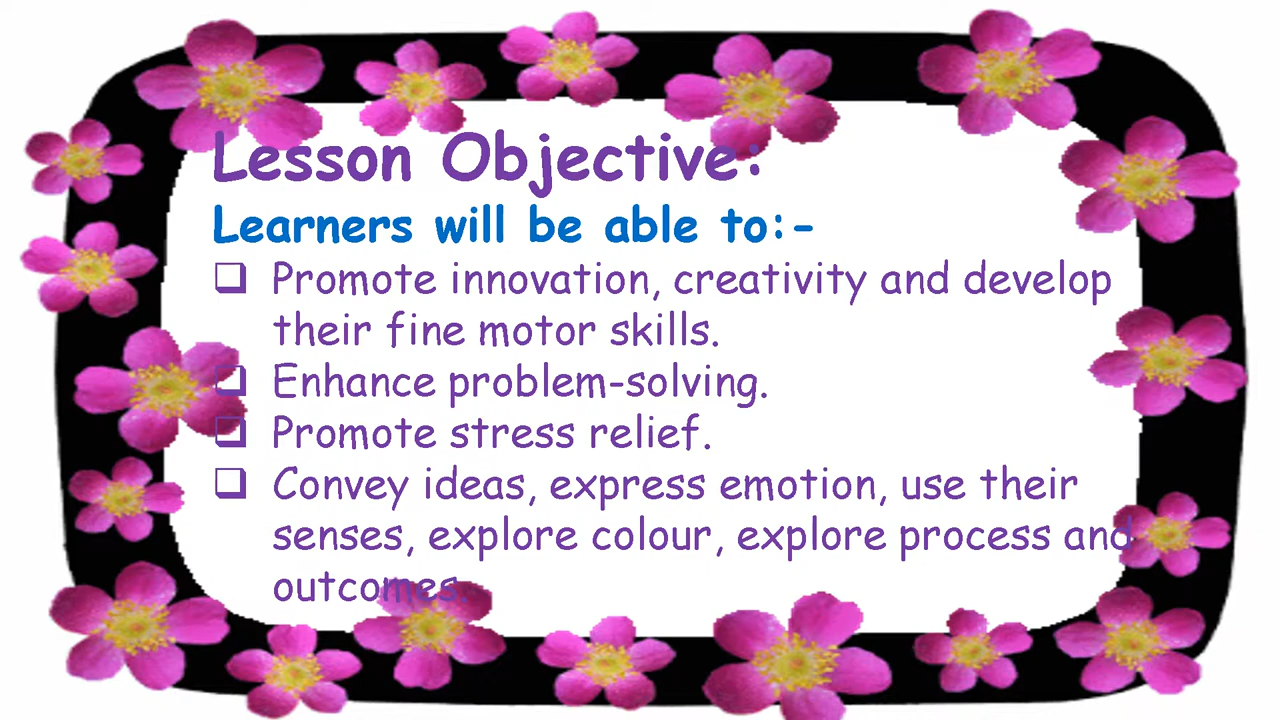 Lesson Objective:
Learners will be able to:-
❑ Promote innovation, creativity and develop
their fine motor skills.
❑ Enhance problem-solving.
❑ Promote stress relief.
❑ Convey ideas, express emotion, use their
senses, explore colour, explore process and
outcomes.